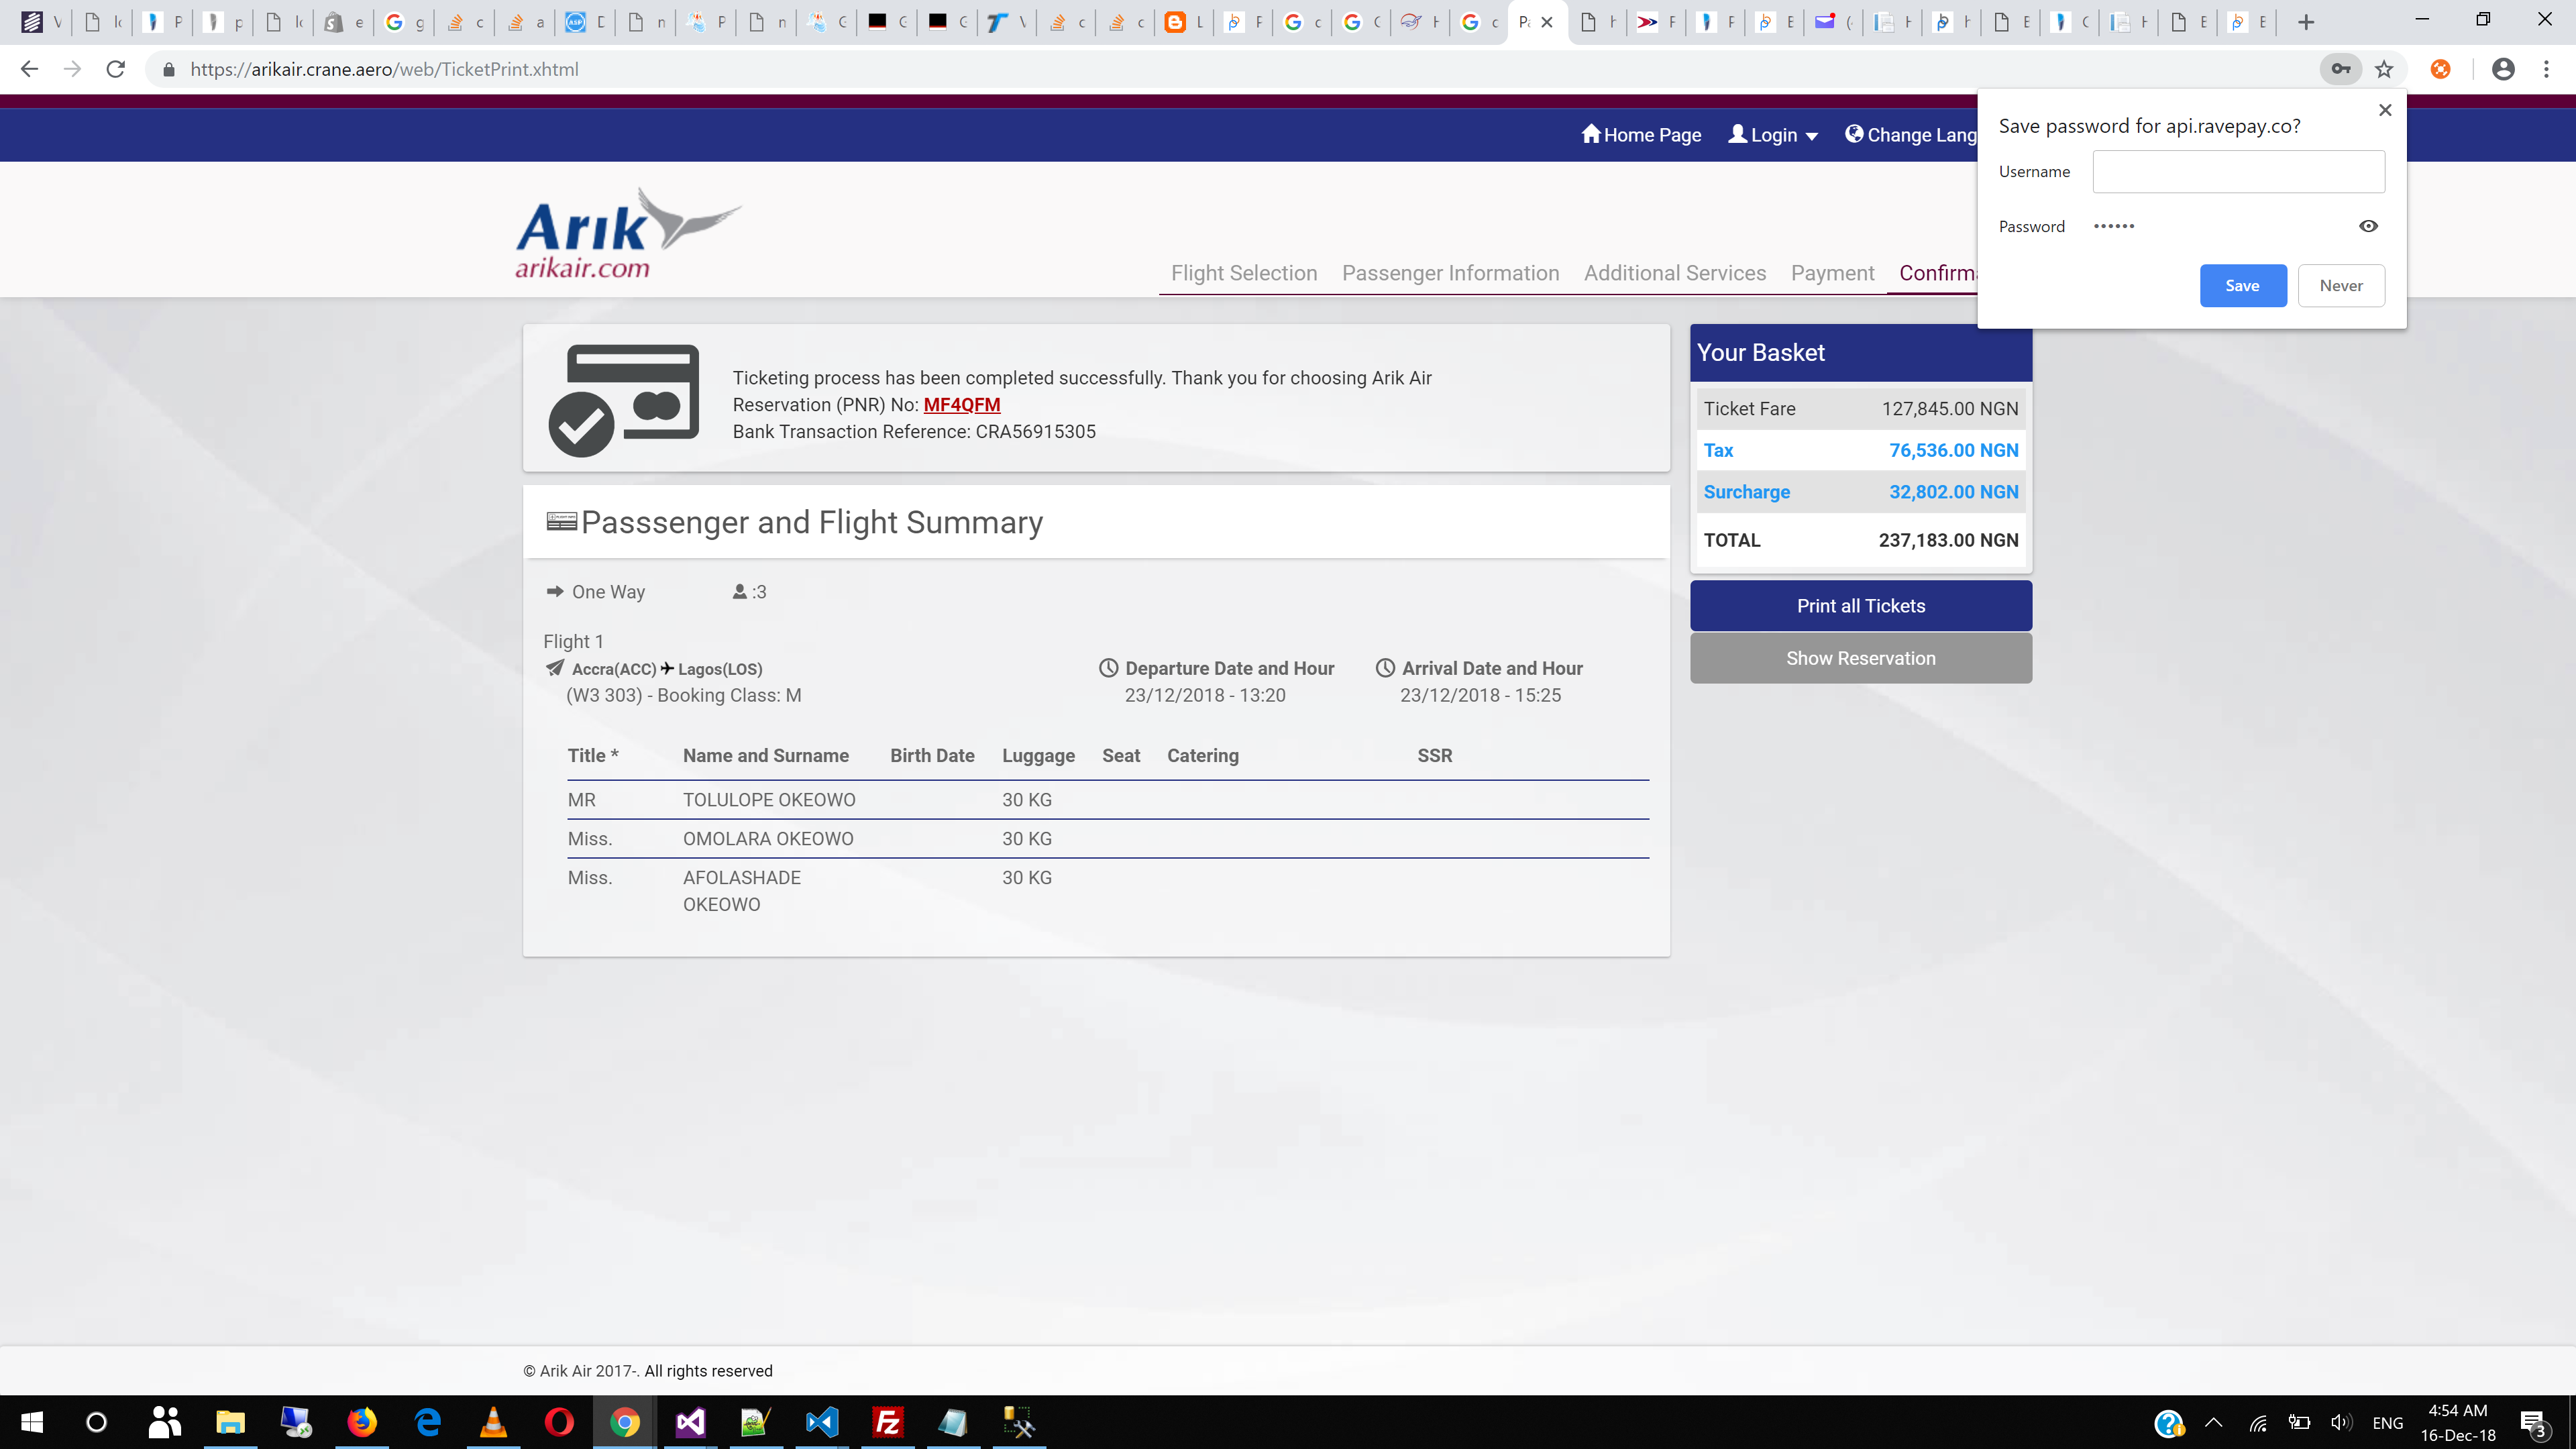 https://arikair.crane.aero/web/TicketPrint.xhtml
Home Page
Login
Change Lang
Save password for api.ravepay.co?
Username
Password ••••••
Save
Never
Arik
arikair.com
Flight Selection
Passenger Information
Additional Services
Payment
Confirma
Ticketing process has been completed successfully. Thank you for choosing Arik Air
Reservation (PNR) No: MF4QFM
Bank Transaction Reference: CRA56915305
Your Basket
Ticket Fare 127,845.00 NGN
Tax 76,536.00 NGN
Surcharge 32,802.00 NGN
TOTAL 237,183.00 NGN
Print all Tickets
Show Reservation
Passsenger and Flight Summary
One Way :3
Flight 1
Accra(ACC) Lagos(LOS) Departure Date and Hour Arrival Date and Hour
(W3 303) - Booking Class: M 23/12/2018 - 13:20 23/12/2018 - 15:25
Title * Name and Surname Birth Date Luggage Seat Catering SSR
MR TOLULOPE OKEOWO 30 KG
Miss. OMOLARA OKEOWO 30 KG
Miss. AFOLASHADE 30 KG
OKEOWO
© Arik Air 2017-. All rights reserved
ENG
4:54 AM
16-Dec-18
3